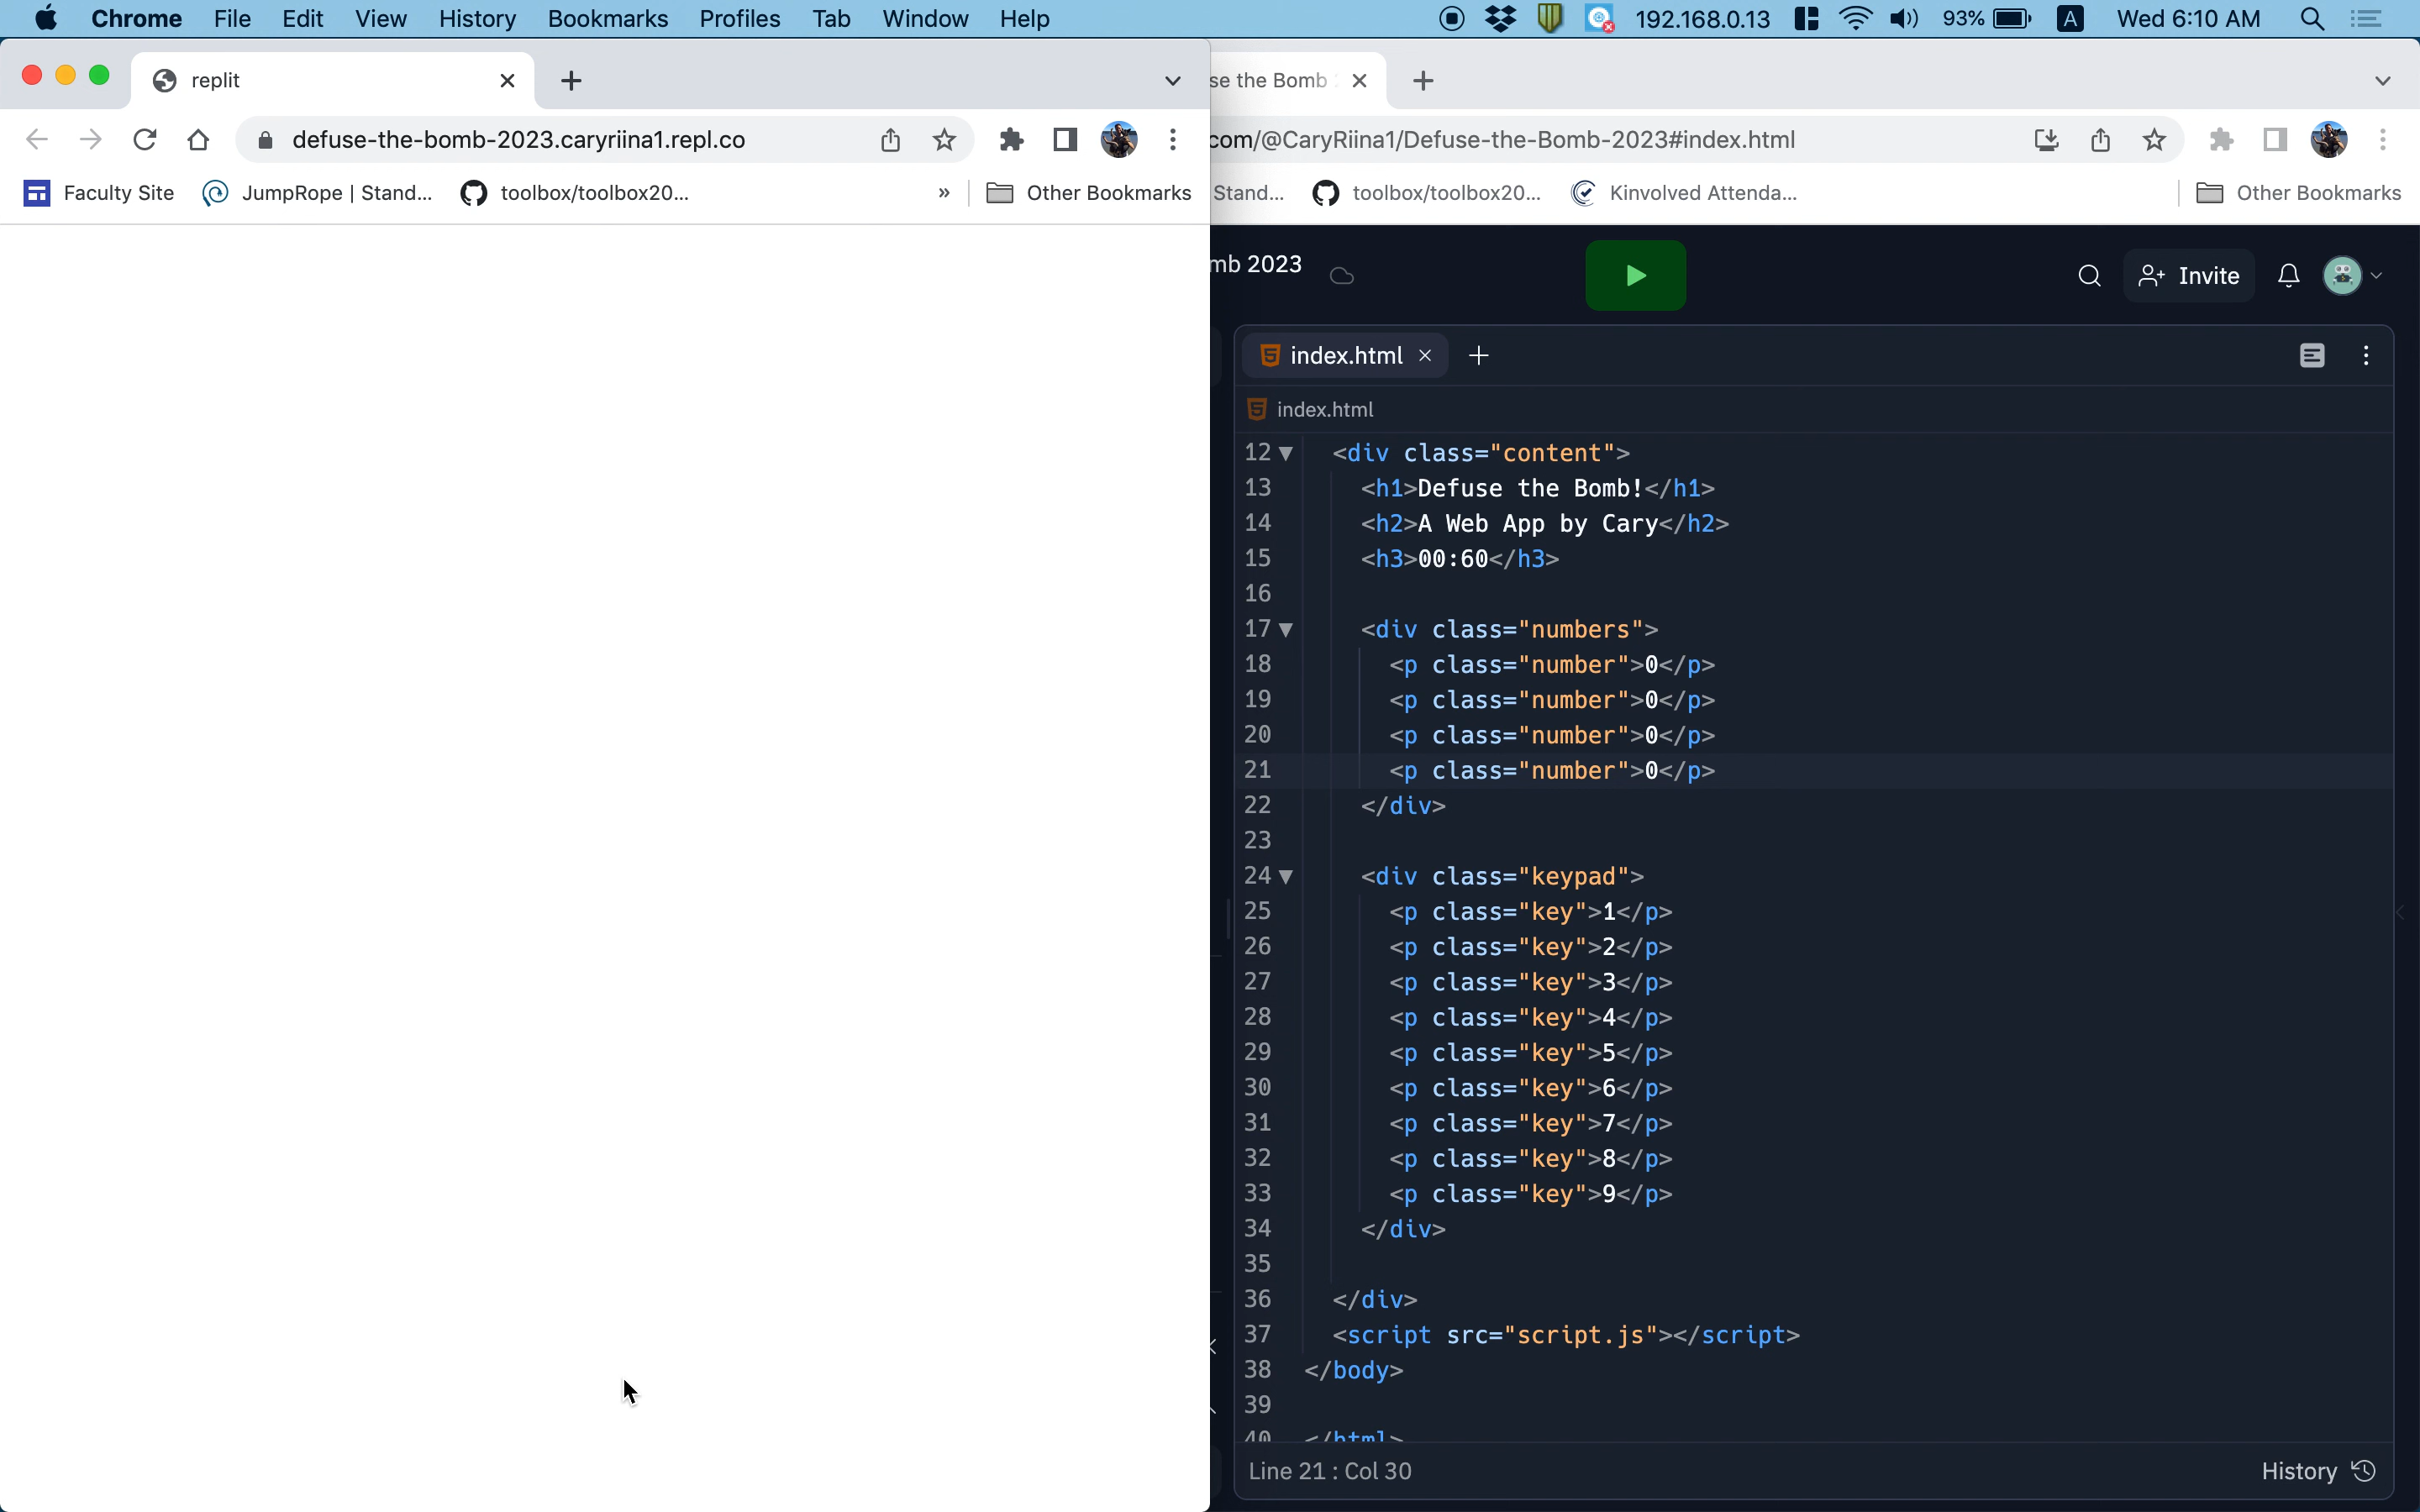 Chrome File Edit View History Bookmarks Profiles Tab Window Help 192.168.0.13 93% A Wed 6:10 AM
replit
se the Bomb
defuse-the-bomb-2023.caryriina1.repl.co
com/@CaryRiina1/Defuse-the-Bomb-2023#index.html
Faculty Site JumpRope | Stand... toolbox/toolbox20... » Other Bookmarks
Stand... toolbox/toolbox20... Kinvolved Attenda... Other Bookmarks
mb 2023 Invite
index.html
index.html
12 <div class="content">
13 <h1>Defuse the Bomb!</h1>
14 <h2>A Web App by Cary</h2>
15 <h3>00:60</h3>
16
17 <div class="numbers">
18 <p class="number">0</p>
19 <p class="number">0</p>
20 <p class="number">0</p>
21 <p class="number">0</p>
22 </div>
23
24 <div class="keypad">
25 <p class="key">1</p>
26 <p class="key">2</p>
27 <p class="key">3</p>
28 <p class="key">4</p>
29 <p class="key">5</p>
30 <p class="key">6</p>
31 <p class="key">7</p>
32 <p class="key">8</p>
33 <p class="key">9</p>
34 </div>
35
36 </div>
37 <script src="script.js"></script>
38 </body>
39
40 </html>
Line 21 : Col 30 History